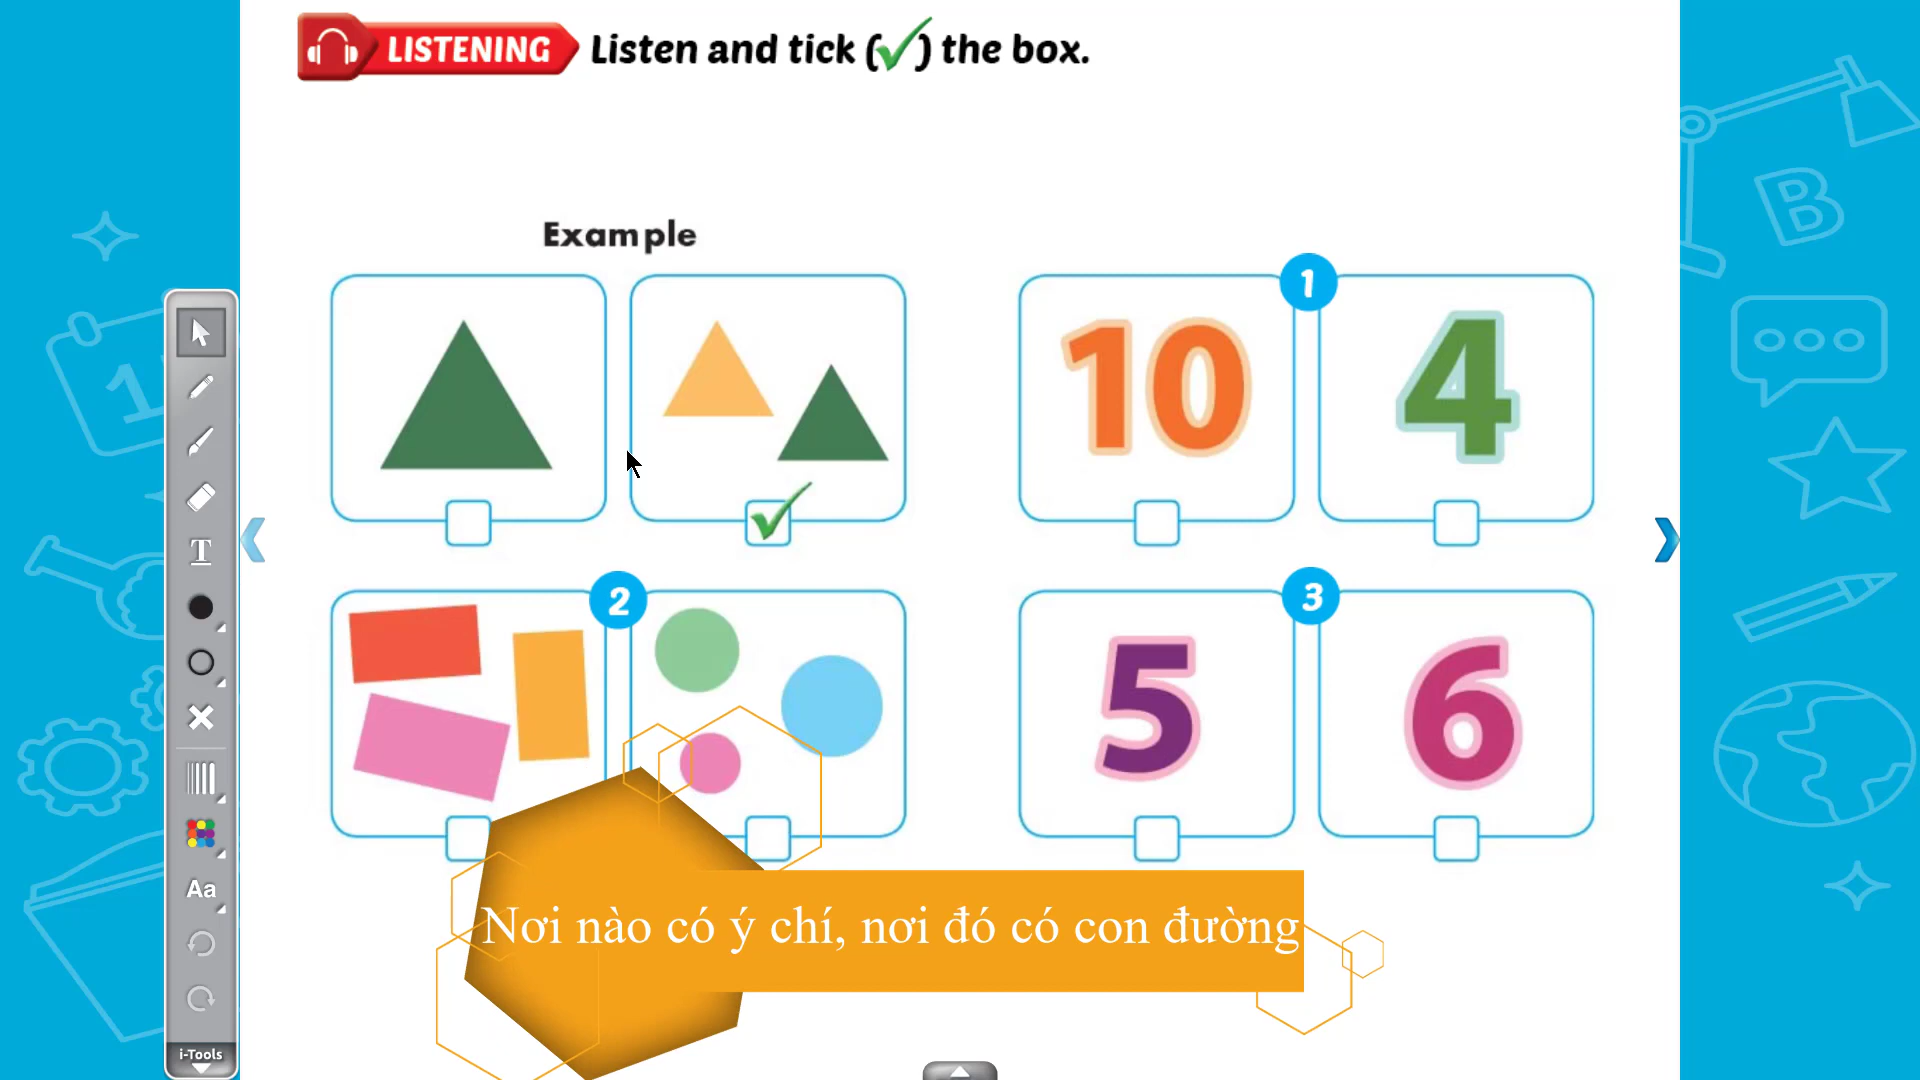 LISTENING Listen and tick (✓) the box.
Example
1
10
4
2
3
5
6
Nơi nào có ý chí, nơi đó có con đường
T
Aa
i-Tools
1
B